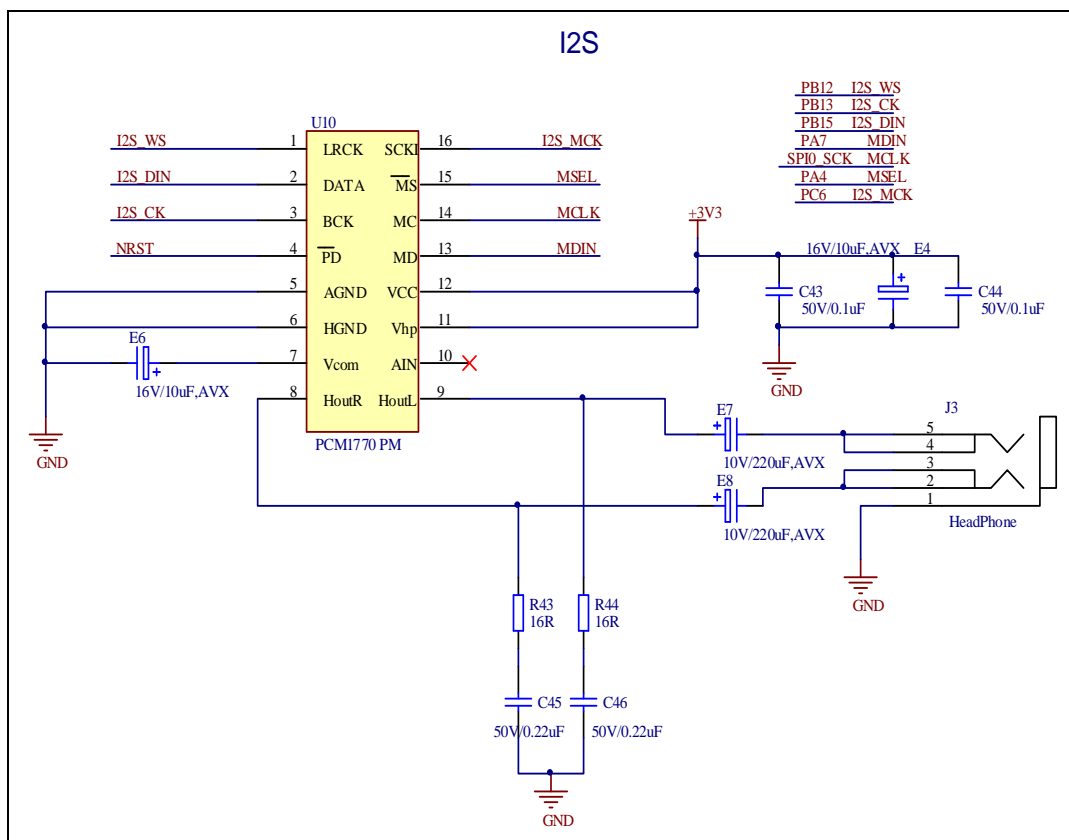 I2S
PB12 I2S_WS
PB13 I2S_CK
PB15 I2S_DIN
PA7 MDIN
SPI0_SCK MCLK
PA4 MSEL
PC6 I2S_MCK
U10
I2S_WS 1 LRCK SCKI 16 I2S_MCK
I2S_DIN 2 DATA MS 15 MSEL
I2S_CK 3 BCK MC 14 MCLK
NRST 4 PD MD 13 MDIN
5 AGND VCC 12
6 HGND Vhp 11
7 Vcom AIN 10
8 HoutR HoutL 9
PCM1770 PM
+3V3
16V/10uF,AVX E4
C43
50V/0.1uF
C44
50V/0.1uF
GND
E6
16V/10uF,AVX
GND
E7
10V/220uF,AVX
E8
10V/220uF,AVX
J3
5
4
3
2
1
HeadPhone
GND
R43
16R
R44
16R
C45
50V/0.22uF
C46
50V/0.22uF
GND